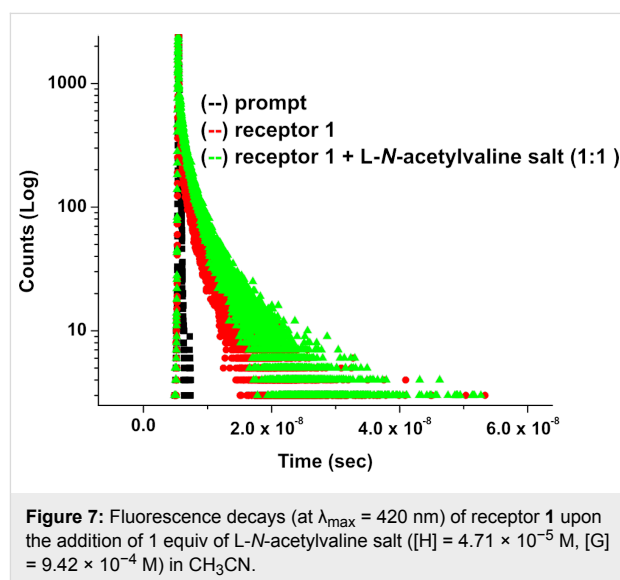 1000
100
10
Counts (Log)
(--) prompt
(--) receptor 1
(--) receptor 1 + L-N-acetylvaline salt (1:1 )
0.0
2.0 x 10⁻⁸
4.0 x 10⁻⁸
6.0 x 10⁻⁸
Time (sec)
Figure 7: Fluorescence decays (at λmax = 420 nm) of receptor 1 upon
the addition of 1 equiv of L-N-acetylvaline salt ([H] = 4.71 × 10⁻⁵ M, [G]
= 9.42 × 10⁻⁴ M) in CH₃CN.